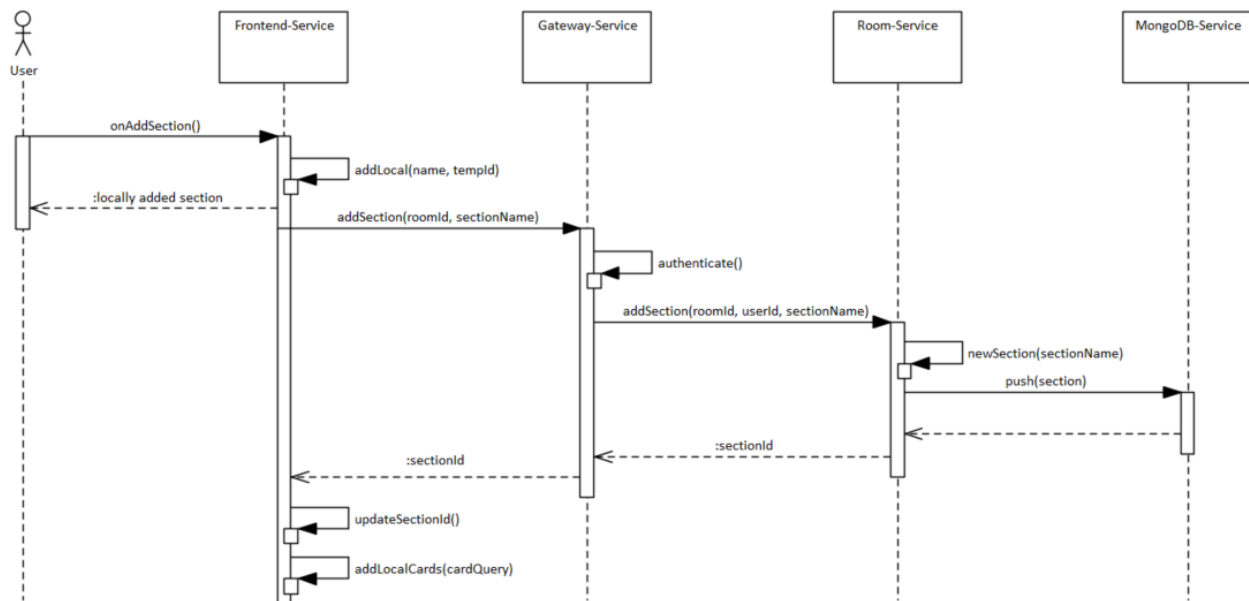 Frontend-Service
Gateway-Service
Room-Service
MongoDB-Service
User
onAddSection()
addLocal(name, tempId)
:locally added section
addSection(roomId, sectionName)
authenticate()
addSection(roomId, userId, sectionName)
newSection(sectionName)
push(section)
:sectionId
:sectionId
updateSectionId()
addLocalCards(cardQuery)